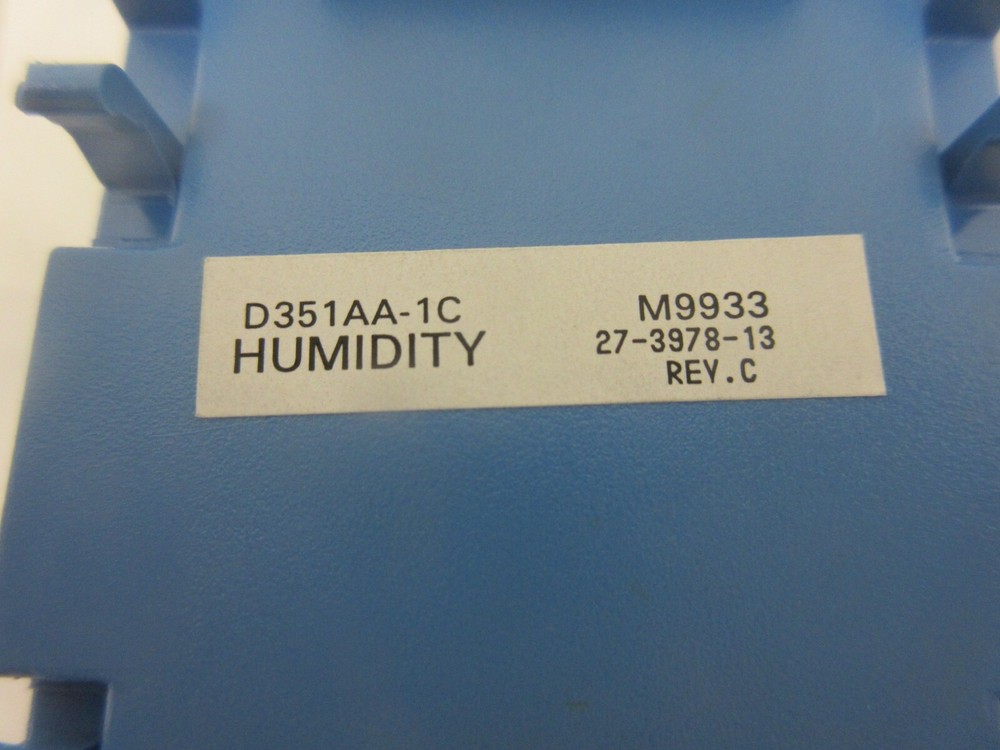 D351AA-1C
HUMIDITY
M9933
27-3978-13
REV.C